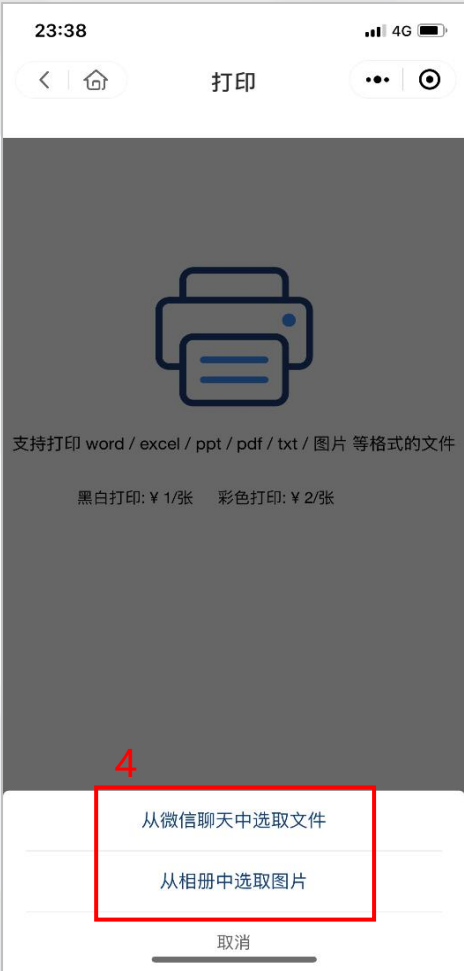 23:38
4G
打印
支持打印 word / excel / ppt / pdf / txt / 图片 等格式的文件
黑白打印: ¥ 1/张 彩色打印: ¥ 2/张
4
从微信聊天中选取文件
从相册中选取图片
取消